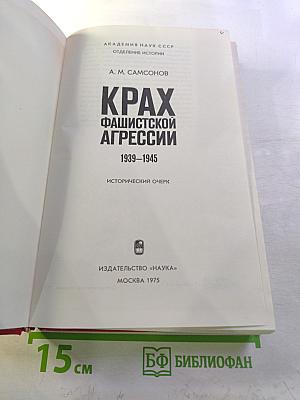 АКАДЕМИЯ НАУК СССР
ОТДЕЛЕНИЕ ИСТОРИИ
А. М. САМСОНОВ
КРАХ
ФАШИСТСКОЙ
АГРЕССИИ
1939–1945
ИСТОРИЧЕСКИЙ ОЧЕРК
ИЗДАТЕЛЬСТВО «НАУКА»
МОСКВА 1975
15 см
БФ БИБЛИОФАН